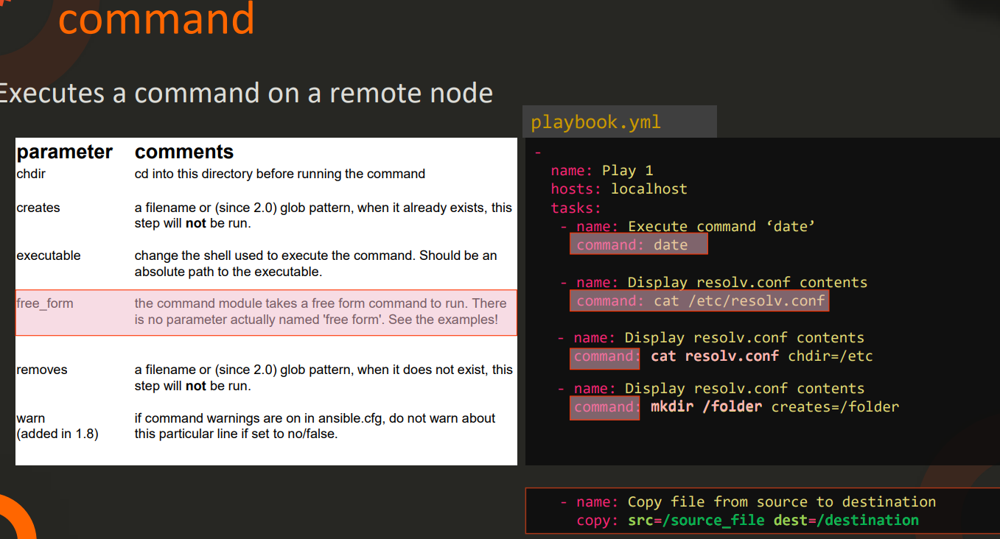 command
Executes a command on a remote node
parameter comments
chdir cd into this directory before running the command
creates a filename or (since 2.0) glob pattern, when it already exists, this
step will not be run.
executable change the shell used to execute the command. Should be an
absolute path to the executable.
free_form the command module takes a free form command to run. There
is no parameter actually named 'free form'. See the examples!
removes a filename or (since 2.0) glob pattern, when it does not exist, this
step will not be run.
warn if command warnings are on in ansible.cfg, do not warn about
(added in 1.8) this particular line if set to no/false.
playbook.yml
-
name: Play 1
hosts: localhost
tasks:
- name: Execute command ‘date’
command: date
- name: Display resolv.conf contents
command: cat /etc/resolv.conf
- name: Display resolv.conf contents
command: cat resolv.conf chdir=/etc
- name: Display resolv.conf contents
command: mkdir /folder creates=/folder
- name: Copy file from source to destination
copy: src=/source_file dest=/destination